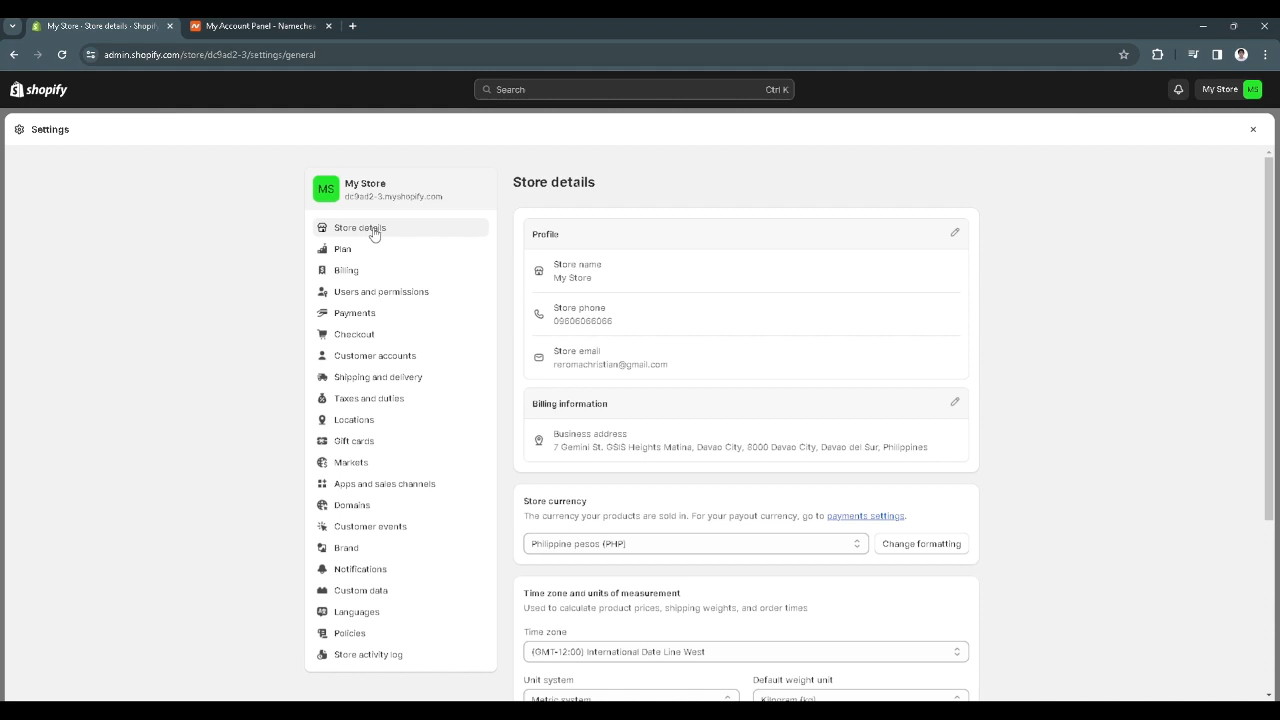 My Store · Store details · Shopif
My Account Panel - Nameche
admin.shopify.com/store/dc9ad2-3/settings/general
shopify
Search
Ctrl K
My Store
MS
Settings
MS
My Store
dc9ad2-3.myshopify.com
Store details
Plan
Billing
Users and permissions
Payments
Checkout
Customer accounts
Shipping and delivery
Taxes and duties
Locations
Gift cards
Markets
Apps and sales channels
Domains
Customer events
Brand
Notifications
Custom data
Languages
Policies
Store activity log
Store details
Profile
Store name
My Store
Store phone
09606066066
Store email
reromachristian@gmail.com
Billing information
Business address
7 Gemini St. GSIS Heights Matina, Davao City, 8000 Davao City, Davao del Sur, Philippines
Store currency
The currency your products are sold in. For your payout currency, go to payments settings.
Philippine pesos (PHP)
Change formatting
Time zone and units of measurement
Used to calculate product prices, shipping weights, and order times
Time zone
(GMT-12:00) International Date Line West
Unit system
Default weight unit
Metric system
Kilogram (kg)